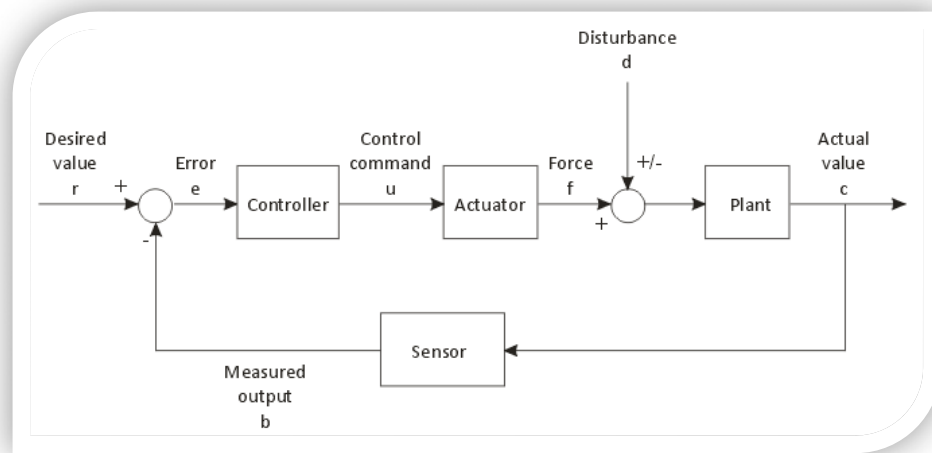 Disturbance
d
Desired
value
r
+
Error
e
Controller
Control
command
u
Actuator
Force
f
+/-
+
Plant
Actual
value
c
-
Sensor
Measured
output
b